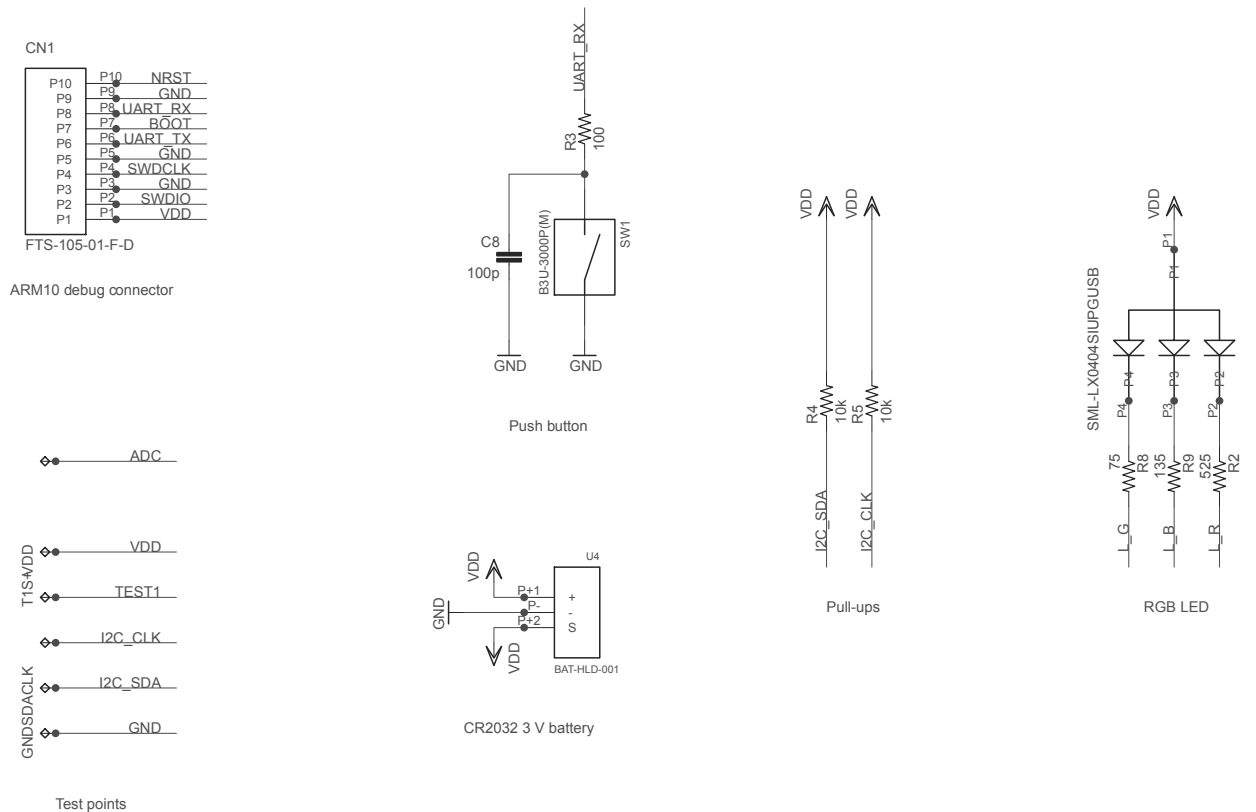 CN1
P10 P10 NRST
P9 P9 GND
P8 P8 UART_RX
P7 P7 BOOT
P6 P6 UART_TX
P5 P5 GND
P4 P4 SWDCLK
P3 P3 GND
P2 P2 SWDIO
P1 P1 VDD
FTS-105-01-F-D
ARM10 debug connector
UART_RX
R3
100
C8
100p
B3U-3000P(M)
SW1
GND
GND
Push button
VDD
VDD
R4
10k
R5
10k
I2C_SDA
I2C_CLK
Pull-ups
VDD
P1
P1
SML-LX0404SIUPGUSB
P4
P3
P2
P4
P3
P2
75
R8
135
R9
525
R2
L_G
L_B
L_R
RGB LED
ADC
VDD
TEST1
I2C_CLK
I2C_SDA
GND
T1S+VDD
GNDSDACLK
Test points
U4
VDD
P+1 +
GND P- -
P+2 S
VDD
BAT-HLD-001
CR2032 3 V battery